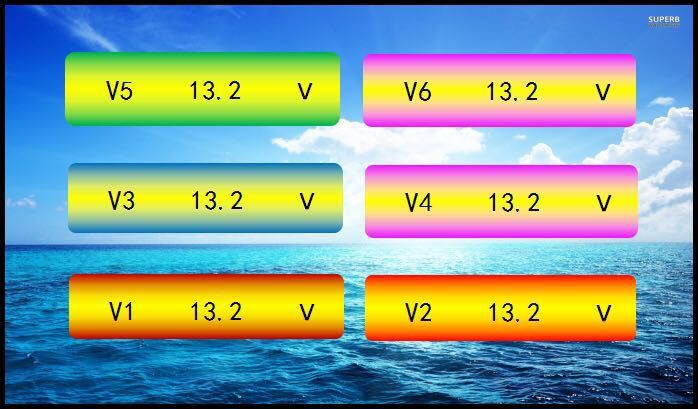 SUPERB
V5 13.2 V
V6 13.2 V
V3 13.2 V
V4 13.2 V
V1 13.2 V
V2 13.2 V